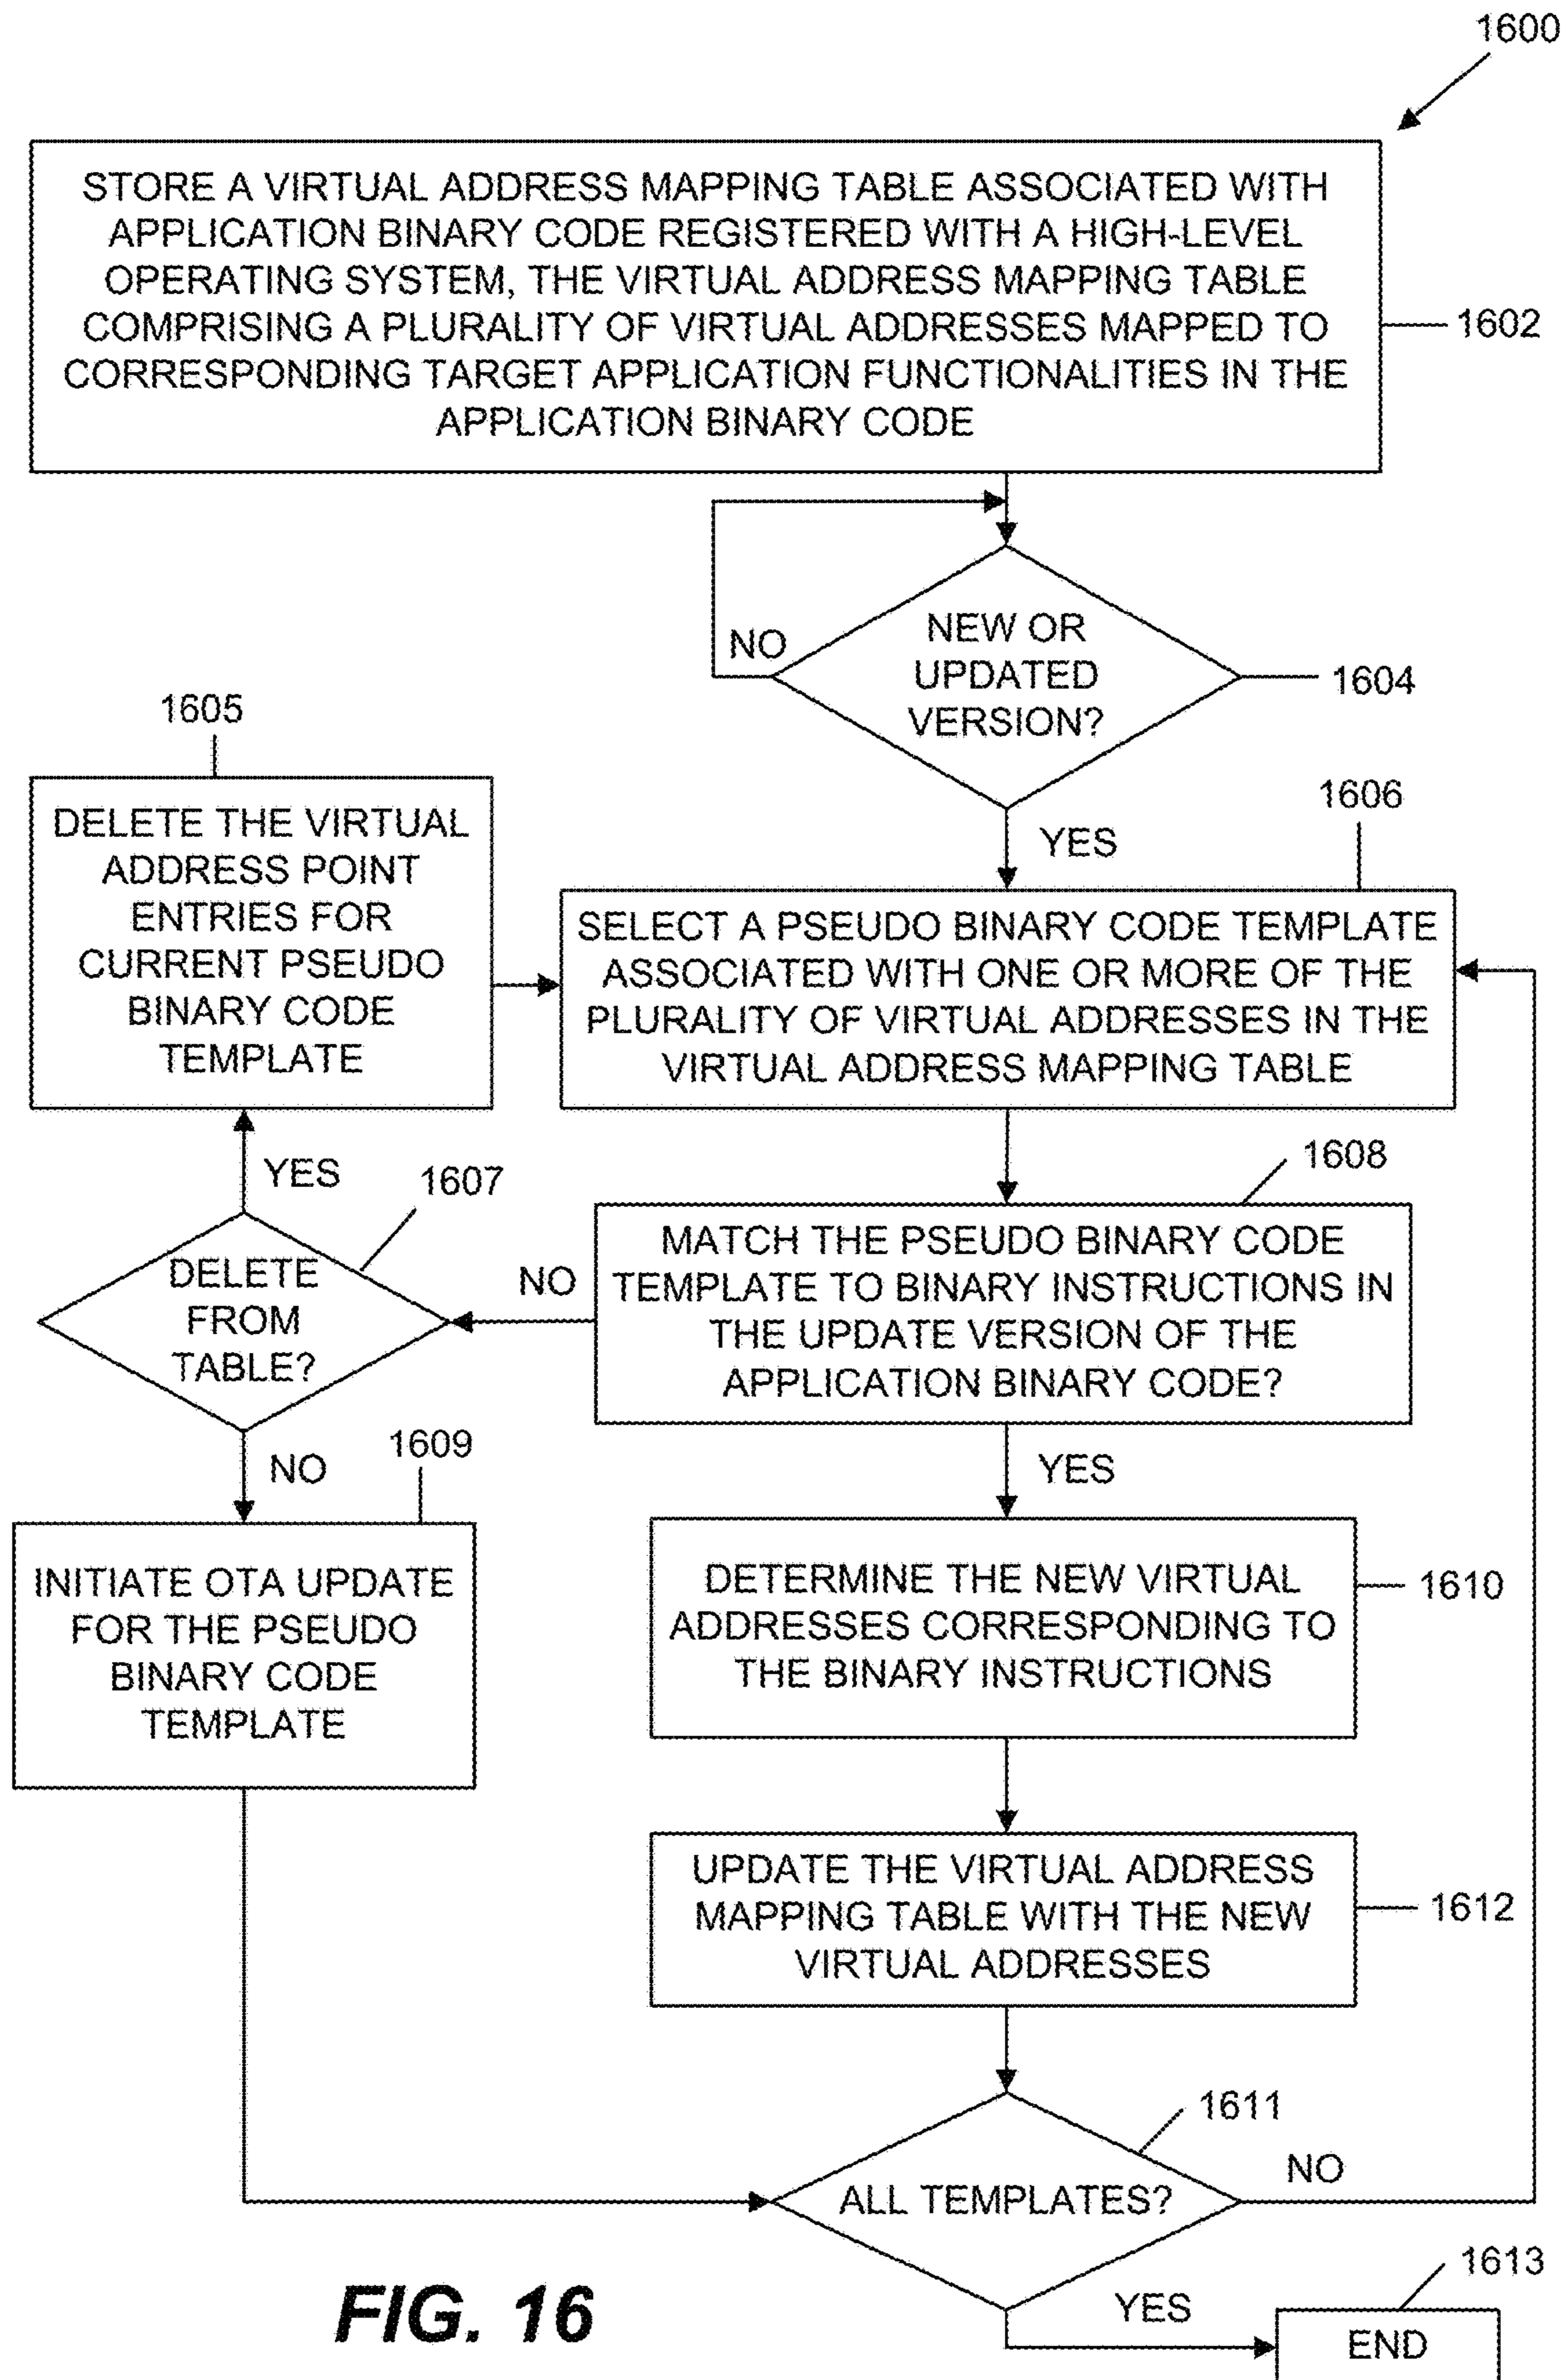 1600
STORE A VIRTUAL ADDRESS MAPPING TABLE ASSOCIATED WITH
APPLICATION BINARY CODE REGISTERED WITH A HIGH-LEVEL
OPERATING SYSTEM, THE VIRTUAL ADDRESS MAPPING TABLE
COMPRISING A PLURALITY OF VIRTUAL ADDRESSES MAPPED TO
CORRESPONDING TARGET APPLICATION FUNCTIONALITIES IN THE
APPLICATION BINARY CODE
1602
NO
NEW OR
UPDATED
VERSION?
1604
YES
1605
DELETE THE VIRTUAL
ADDRESS POINT
ENTRIES FOR
CURRENT PSEUDO
BINARY CODE
TEMPLATE
1606
SELECT A PSEUDO BINARY CODE TEMPLATE
ASSOCIATED WITH ONE OR MORE OF THE
PLURALITY OF VIRTUAL ADDRESSES IN THE
VIRTUAL ADDRESS MAPPING TABLE
YES
1607
DELETE
FROM
TABLE?
NO
1608
MATCH THE PSEUDO BINARY CODE
TEMPLATE TO BINARY INSTRUCTIONS IN
THE UPDATE VERSION OF THE
APPLICATION BINARY CODE?
NO
1609
INITIATE OTA UPDATE
FOR THE PSEUDO
BINARY CODE
TEMPLATE
YES
DETERMINE THE NEW VIRTUAL
ADDRESSES CORRESPONDING TO
THE BINARY INSTRUCTIONS
1610
UPDATE THE VIRTUAL ADDRESS
MAPPING TABLE WITH THE NEW
VIRTUAL ADDRESSES
1612
1611
ALL TEMPLATES?
NO
YES
1613
END
FIG. 16